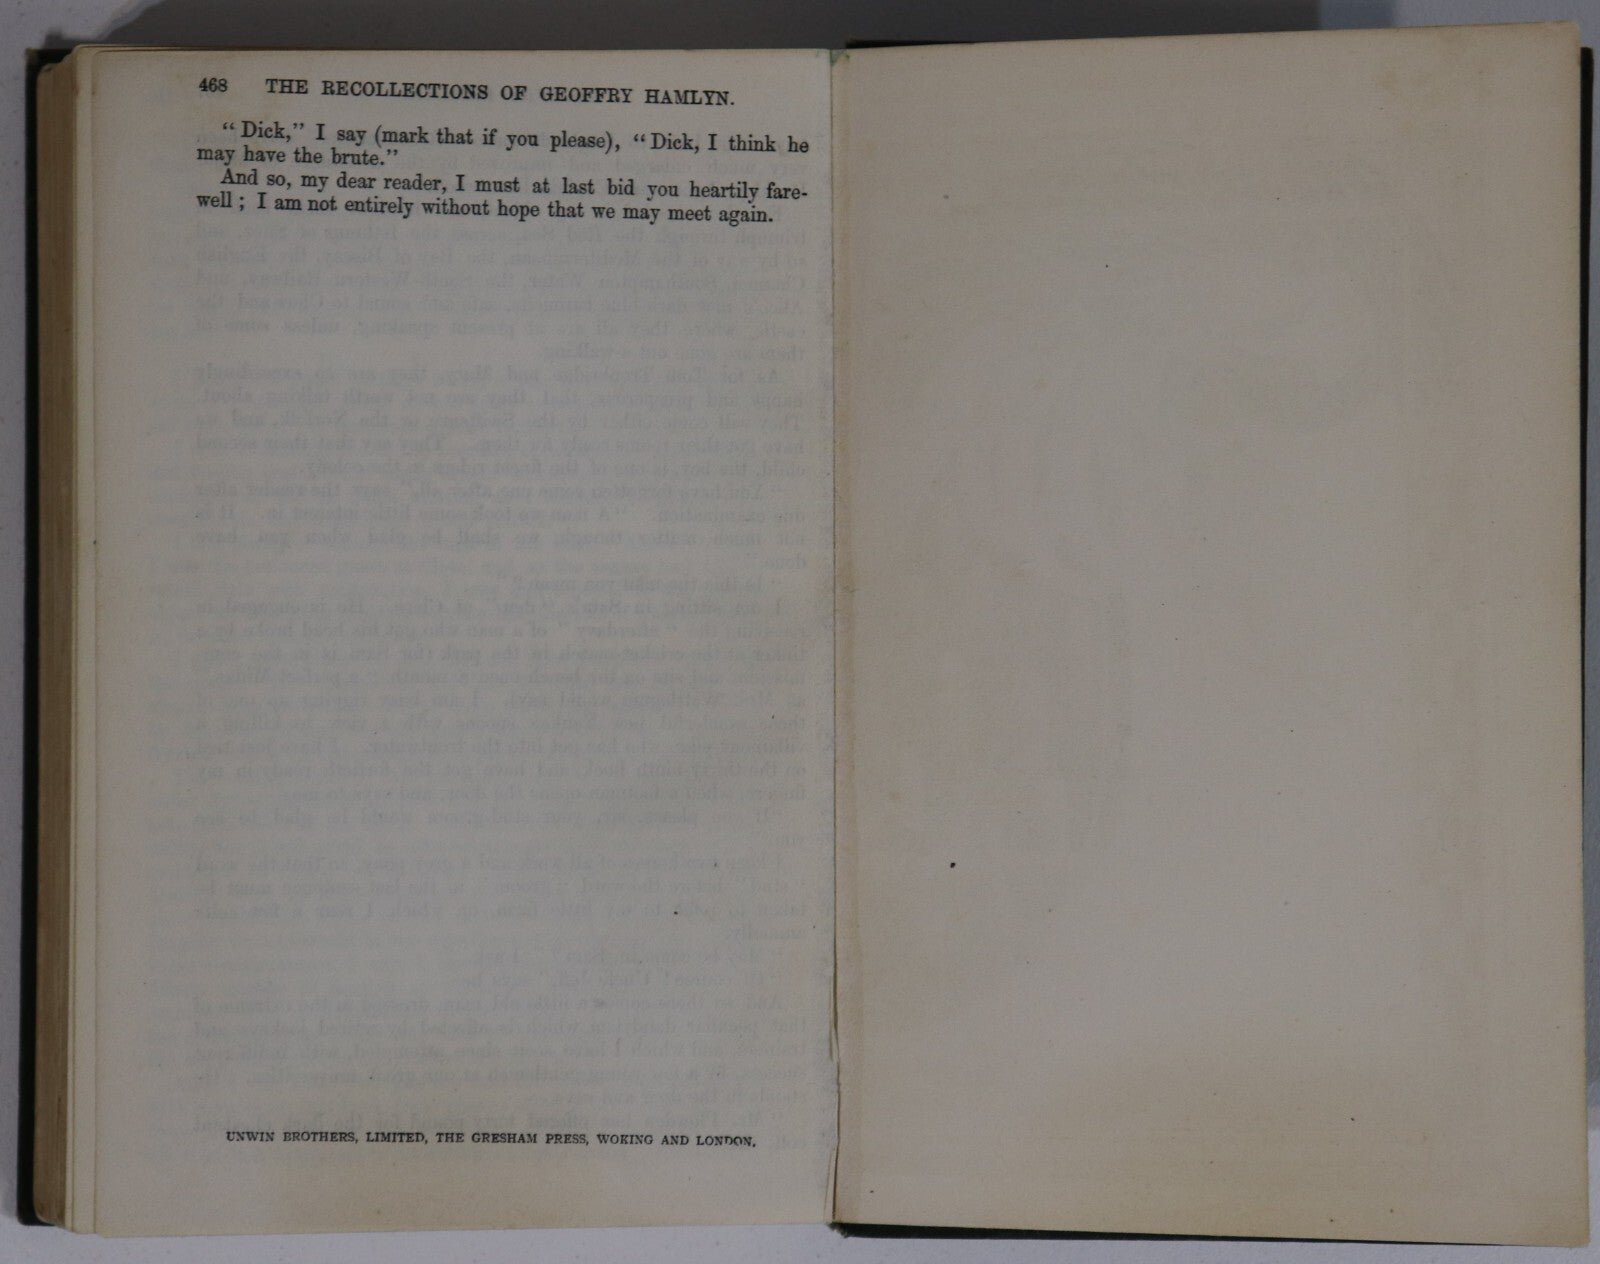 468 THE RECOLLECTIONS OF GEOFFRY HAMLYN.
"Dick," I say (mark that if you please), "Dick, I think he
may have the brute."
And so, my dear reader, I must at last bid you heartily fare-
well; I am not entirely without hope that we may meet again.
UNWIN BROTHERS, LIMITED, THE GRESHAM PRESS, WOKING AND LONDON.